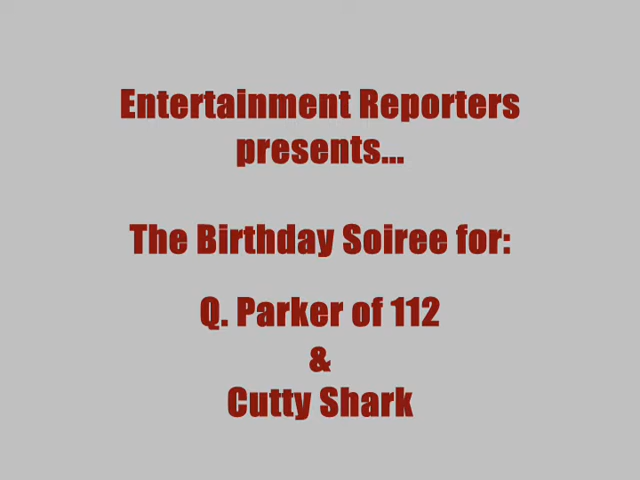 Entertainment Reporters
presents...
The Birthday Soiree for:
Q. Parker of 112
&
Cutty Shark